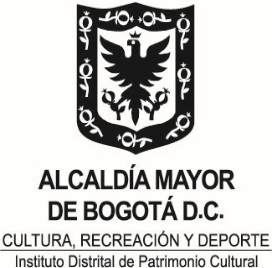 ALCALDÍA MAYOR
DE BOGOTÁ D.C.
CULTURA, RECREACIÓN Y DEPORTE
Instituto Distrital de Patrimonio Cultural